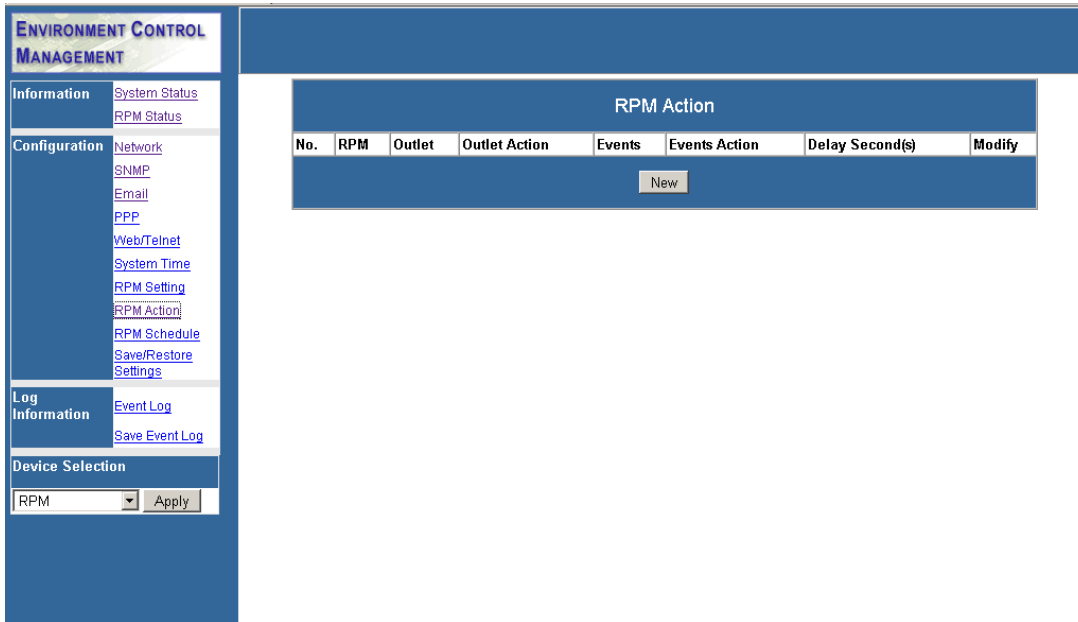 ENVIRONMENT CONTROL
MANAGEMENT
Information
System Status
RPM Status
Configuration
Network
SNMP
Email
PPP
Web/Telnet
System Time
RPM Setting
RPM Action
RPM Schedule
Save/Restore
Settings
Log
Information
Event Log
Save Event Log
Device Selection
RPM
Apply
RPM Action
No. RPM Outlet Outlet Action Events Events Action Delay Second(s) Modify
New